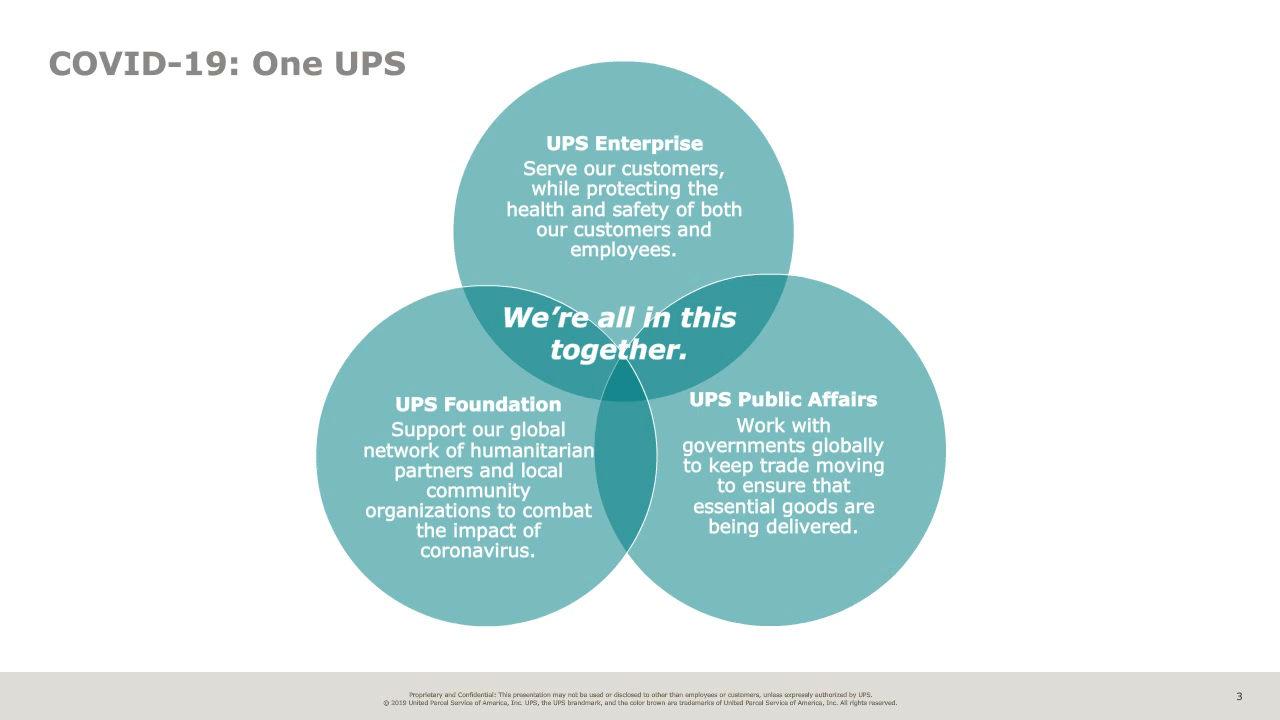 COVID-19: One UPS
UPS Enterprise
Serve our customers,
while protecting the
health and safety of both
our customers and
employees.
We’re all in this
together.
UPS Foundation
Support our global
network of humanitarian
partners and local
community
organizations to combat
the impact of
coronavirus.
UPS Public Affairs
Work with
governments globally
to keep trade moving
to ensure that
essential goods are
being delivered.
Proprietary and Confidential: This presentation may not be used or disclosed to other than employees or customers, unless expressly authorized by UPS.
© 2019 United Parcel Service of America, Inc. UPS, the UPS brandmark, and the color brown are trademarks of United Parcel Service of America, Inc. All rights reserved.
3